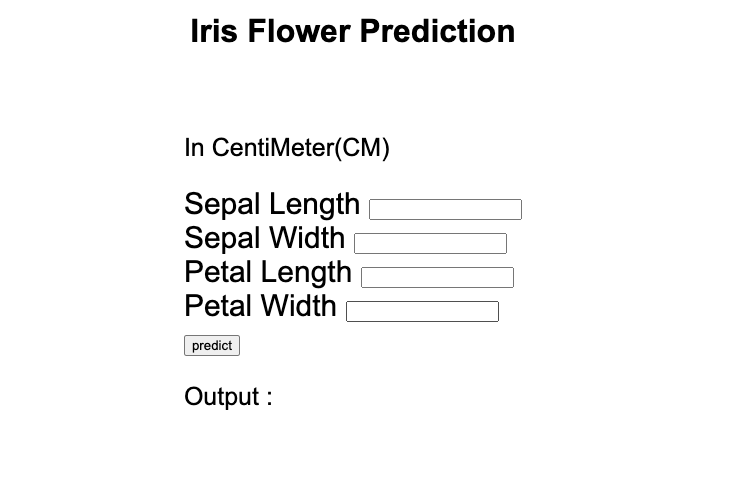 Iris Flower Prediction
In CentiMeter(CM)
Sepal Length
Sepal Width
Petal Length
Petal Width
predict
Output :